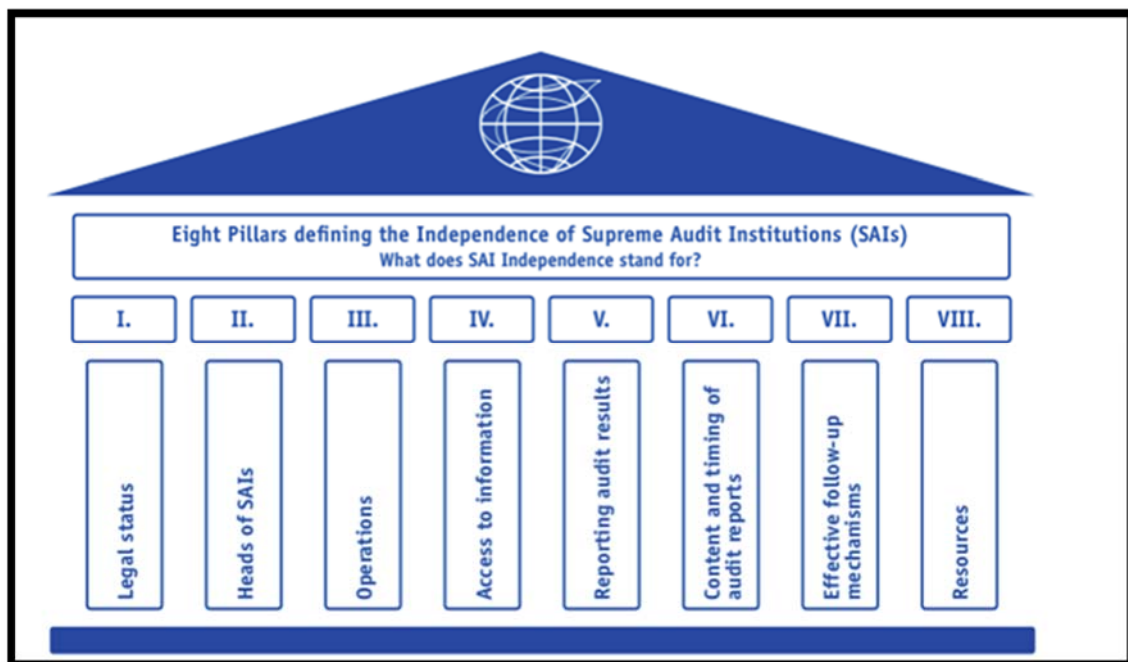 Eight Pillars defining the Independence of Supreme Audit Institutions (SAIs)
What does SAI Independence stand for?
I.
II.
III.
IV.
V.
VI.
VII.
VIII.
Legal status
Heads of SAIs
Operations
Access to information
Reporting audit results
Content and timing of
audit reports
Effective follow-up
mechanisms
Resources